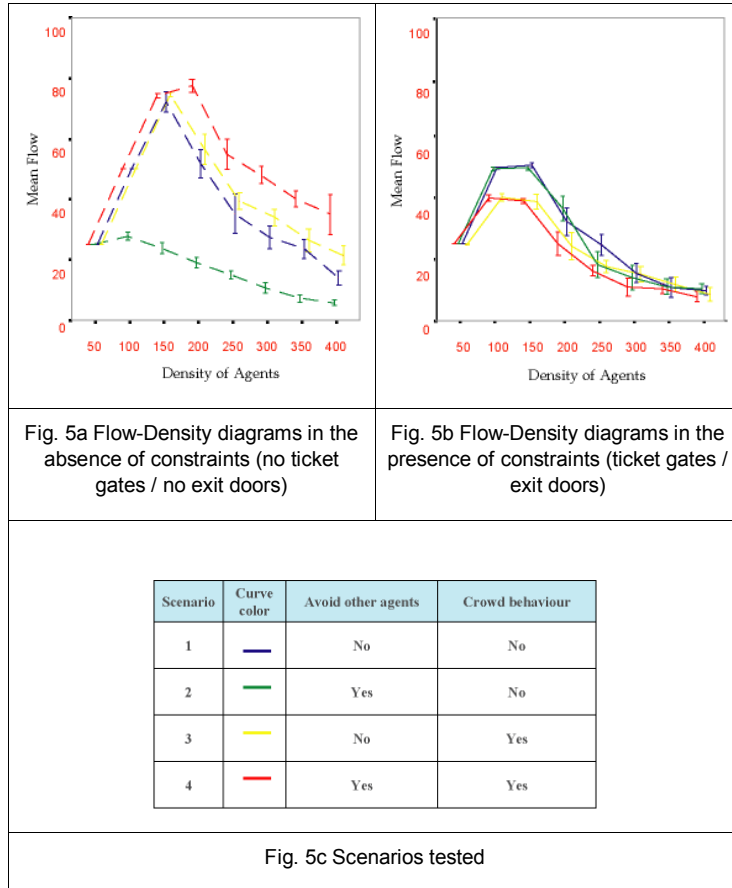 100
80
60
40
20
0
Mean Flow
50 100 150 200 250 300 350 400
Density of Agents
100
80
60
40
20
0
Mean Flow
50 100 150 200 250 300 350 400
Density of Agents
Fig. 5a Flow-Density diagrams in the
absence of constraints (no ticket
gates / no exit doors)
Fig. 5b Flow-Density diagrams in the
presence of constraints (ticket gates /
exit doors)
Scenario Curve color Avoid other agents Crowd behaviour
1 No No
2 Yes No
3 No Yes
4 Yes Yes
Fig. 5c Scenarios tested